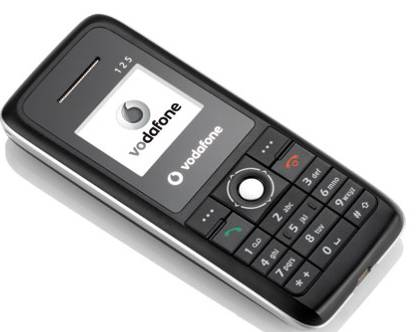 125
vodafone
vodafone
...
...
1
2 abc
3 def
4 ghi
5 jkl
6 mno
7 pqrs
8 tuv
9 wxyz
* +
0
#